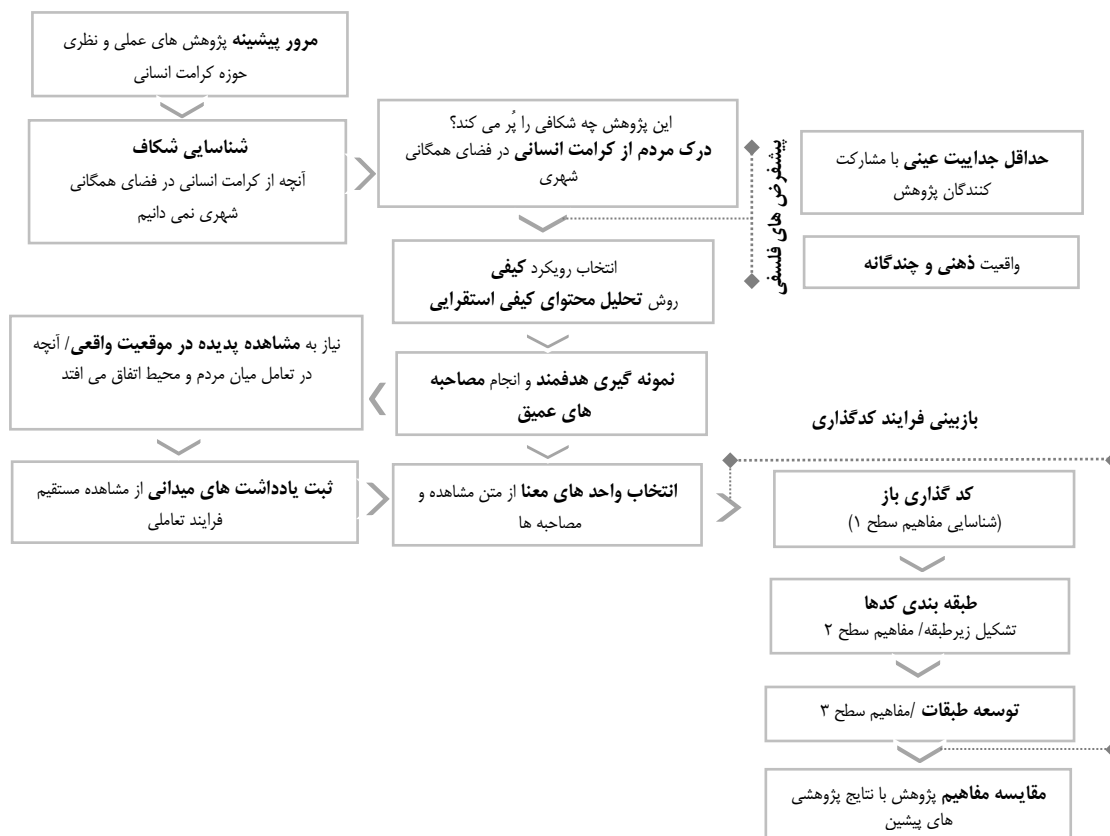 مرور پیشینه پژوهش های عملی و نظری
حوزه کرامت انسانی
شناسایی شکاف
آنچه از کرامت انسانی در فضای همگانی
شهری نمی دانیم
این پژوهش چه شکافی را پُر می کند؟
درک مردم از کرامت انسانی در فضای همگانی
شهری
پیشفرض های فلسفی
حداقل جداییت عینی با مشارکت
کنندگان پژوهش
واقعیت ذهنی و چندگانه
انتخاب رویکرد کیفی
روش تحلیل محتوای کیفی استقرایی
نمونه گیری هدفمند و انجام مصاحبه
های عمیق
نیاز به مشاهده پدیده در موقعیت واقعی/ آنچه
در تعامل میان مردم و محیط اتفاق می افتد
ثبت یادداشت های میدانی از مشاهده مستقیم
فرایند تعاملی
انتخاب واحد های معنا از متن مشاهده و
مصاحبه ها
بازبینی فرایند کدگذاری
کد گذاری باز
(شناسایی مفاهیم سطح ۱)
طبقه بندی کدها
تشکیل زیرطبقه/ مفاهیم سطح ۲
توسعه طبقات /مفاهیم سطح ۳
مقایسه مفاهیم پژوهش با نتایج پژوهشی
های پیشین